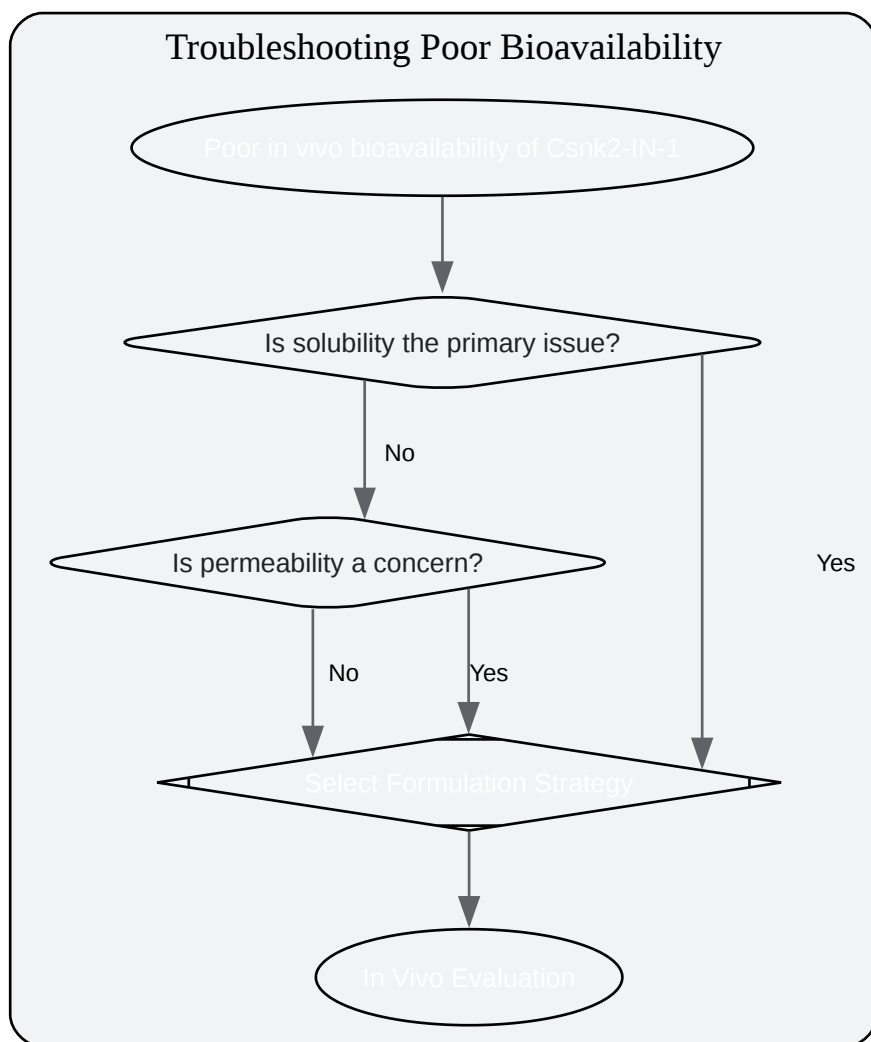 Troubleshooting Poor Bioavailability
Poor in vivo bioavailability of Csnk2-IN-1
Is solubility the primary issue?
No
Is permeability a concern?
Yes
No
Yes
Select Formulation Strategy
In Vivo Evaluation